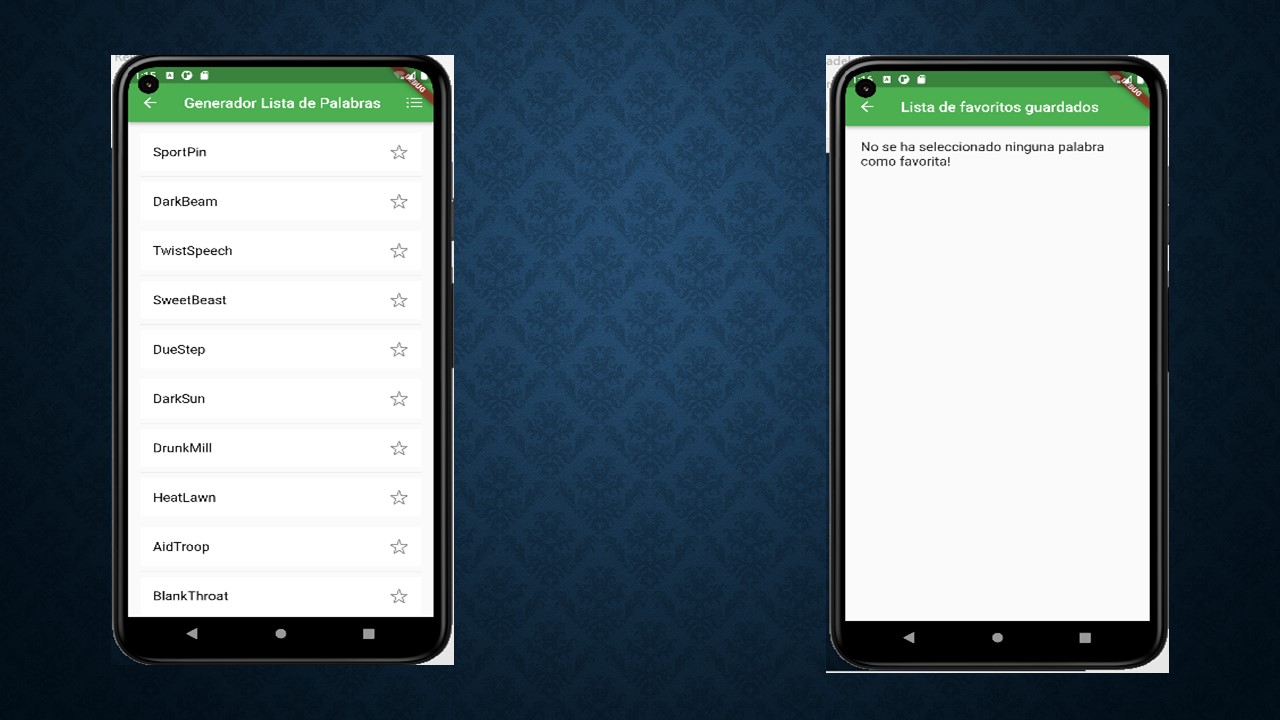 Generador Lista de Palabras
SportPin
DarkBeam
TwistSpeech
SweetBeast
DueStep
DarkSun
DrunkMill
HeatLawn
AidTroop
BlankThroat
Lista de favoritos guardados
No se ha seleccionado ninguna palabra
como favorita!